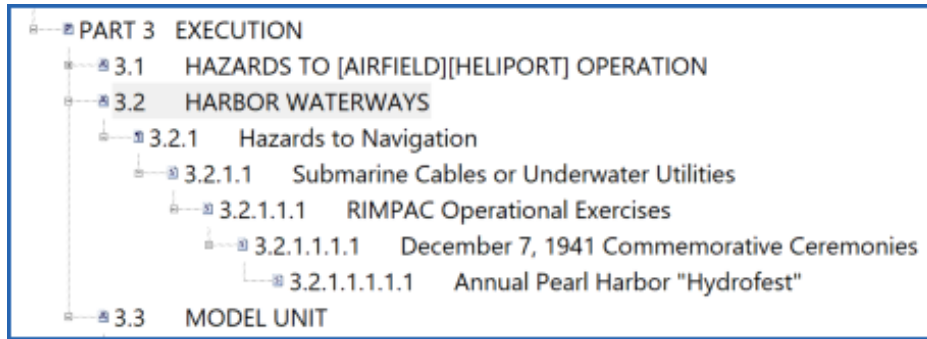 PART 3 EXECUTION
3.1 HAZARDS TO [AIRFIELD][HELIPORT] OPERATION
3.2 HARBOR WATERWAYS
3.2.1 Hazards to Navigation
3.2.1.1 Submarine Cables or Underwater Utilities
3.2.1.1.1 RIMPAC Operational Exercises
3.2.1.1.1.1 December 7, 1941 Commemorative Ceremonies
3.2.1.1.1.1.1 Annual Pearl Harbor "Hydrofest"
3.3 MODEL UNIT